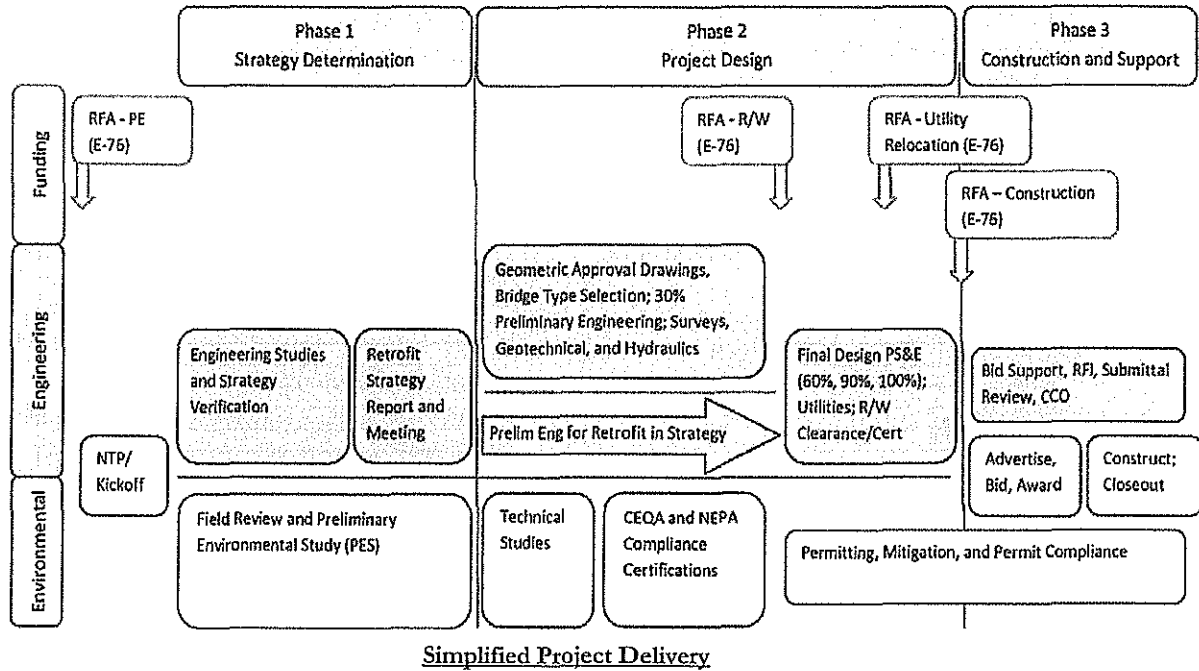 Phase 1
Strategy Determination
Phase 2
Project Design
Phase 3
Construction and Support
Funding
RFA - PE
(E-76)
RFA - R/W
(E-76)
RFA - Utility
Relocation (E-76)
RFA – Construction
(E-76)
Engineering
Geometric Approval Drawings,
Bridge Type Selection; 30%
Preliminary Engineering; Surveys,
Geotechnical, and Hydraulics
Engineering Studies
and Strategy
Verification
Retrofit
Strategy
Report and
Meeting
Prelim Eng for Retrofit in Strategy
Final Design PS&E
(60%, 90%, 100%);
Utilities; R/W
Clearance/Cert
Bid Support, RFI, Submittal
Review, CCO
NTP/
Kickoff
Advertise,
Bid, Award
Construct;
Closeout
Environmental
Field Review and Preliminary
Environmental Study (PES)
Technical
Studies
CEQA and NEPA
Compliance
Certifications
Permitting, Mitigation, and Permit Compliance
Simplified Project Delivery